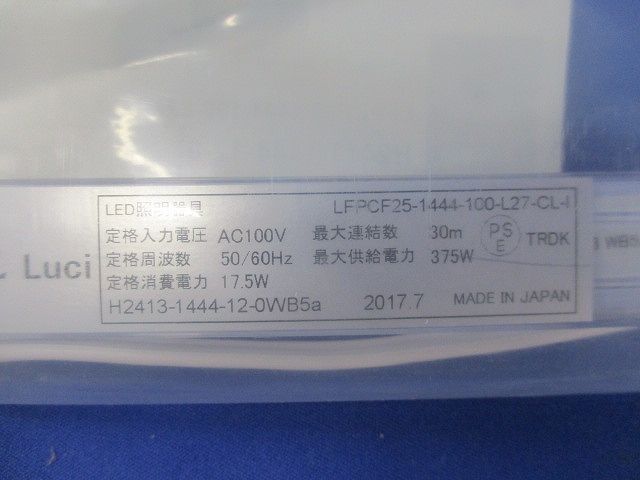 LED照明器具 LFPCF25-1444-100-L27-CL-I
定格入力電圧 AC100V 最大連結数 30m
定格周波数 50/60Hz 最大供給電力 375W
定格消費電力 17.5W
PS
E
TRDK
H2413-1444-12-0WB5a 2017.7 MADE IN JAPAN
Luci